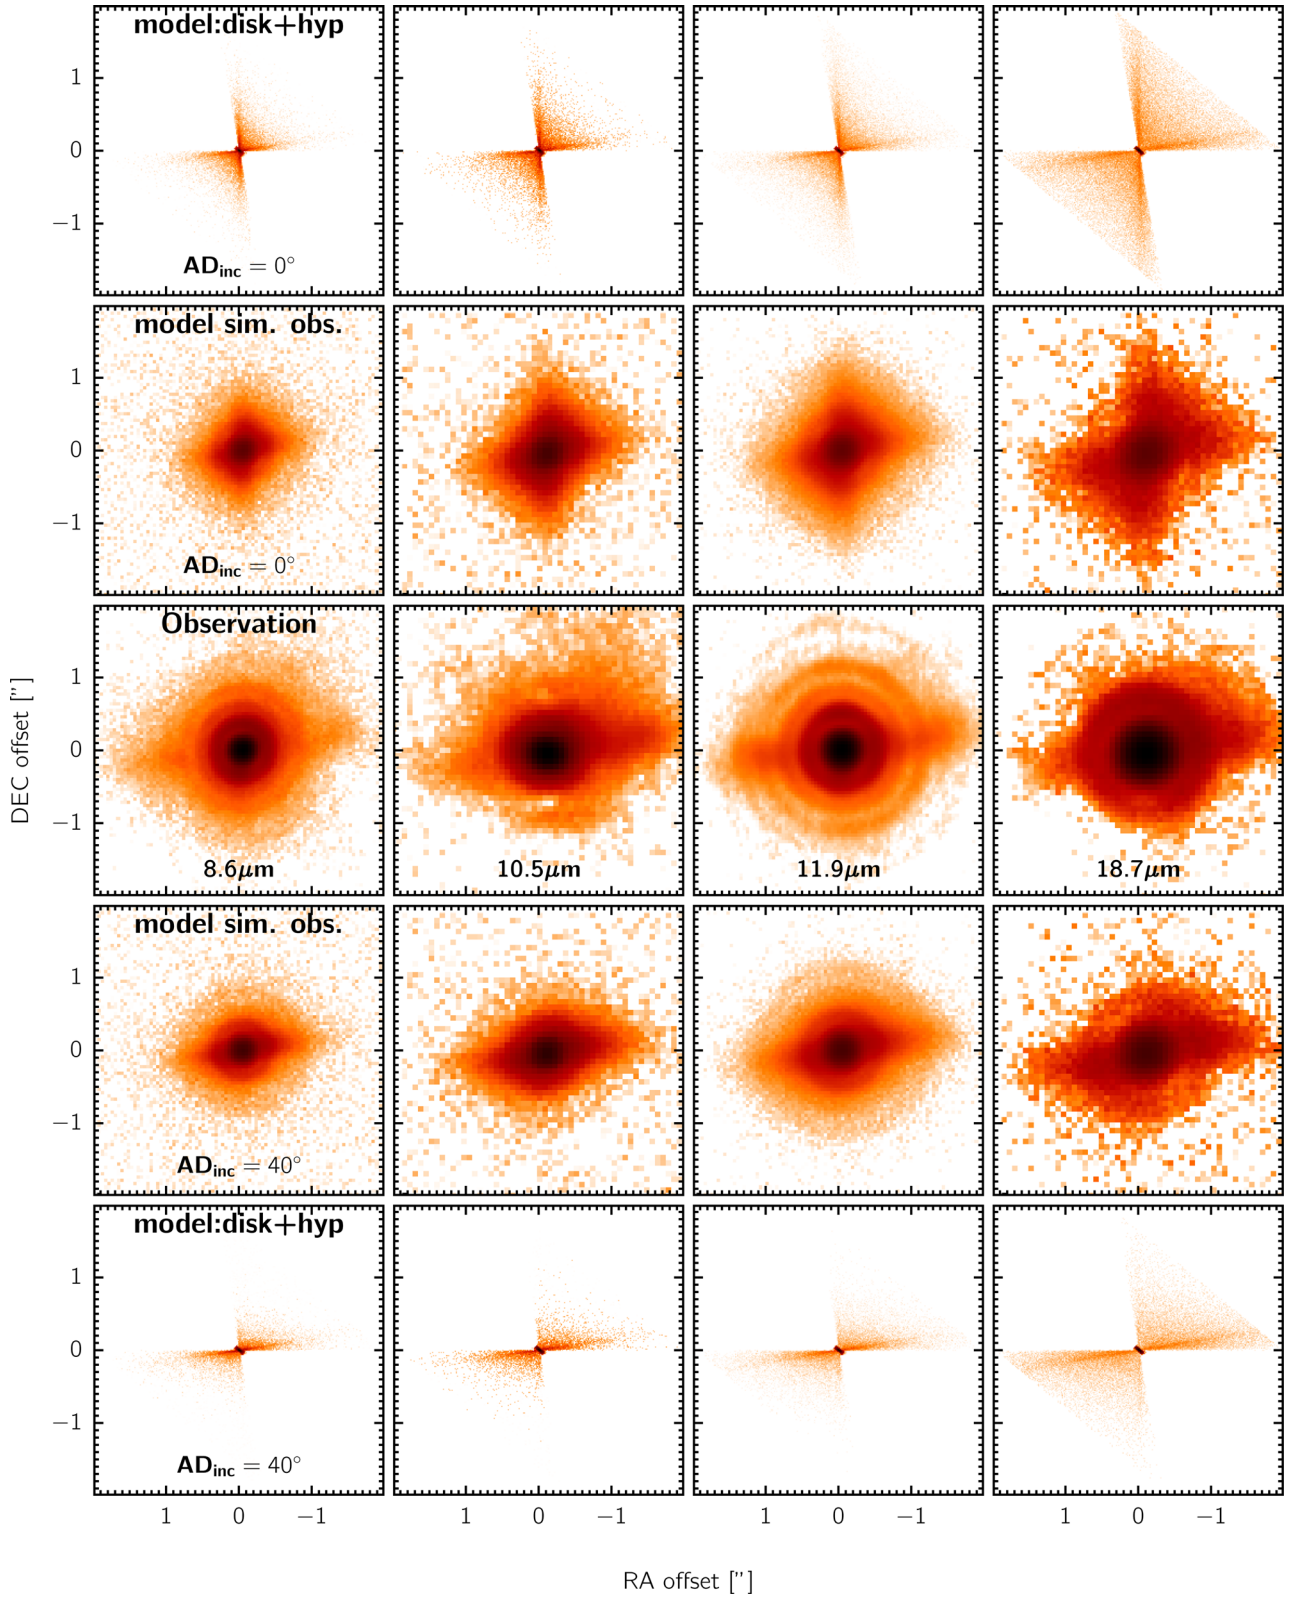 model:disk+hyp
1
0
−1
AD_inc = 0°
model sim. obs.
1
0
−1
AD_inc = 0°
Observation
1
0
−1
8.6μm
10.5μm
11.9μm
18.7μm
DEC offset ["]
model sim. obs.
1
0
−1
AD_inc = 40°
model:disk+hyp
1
0
−1
AD_inc = 40°
1 0 −1 1 0 −1 1 0 −1 1 0 −1
RA offset ["]